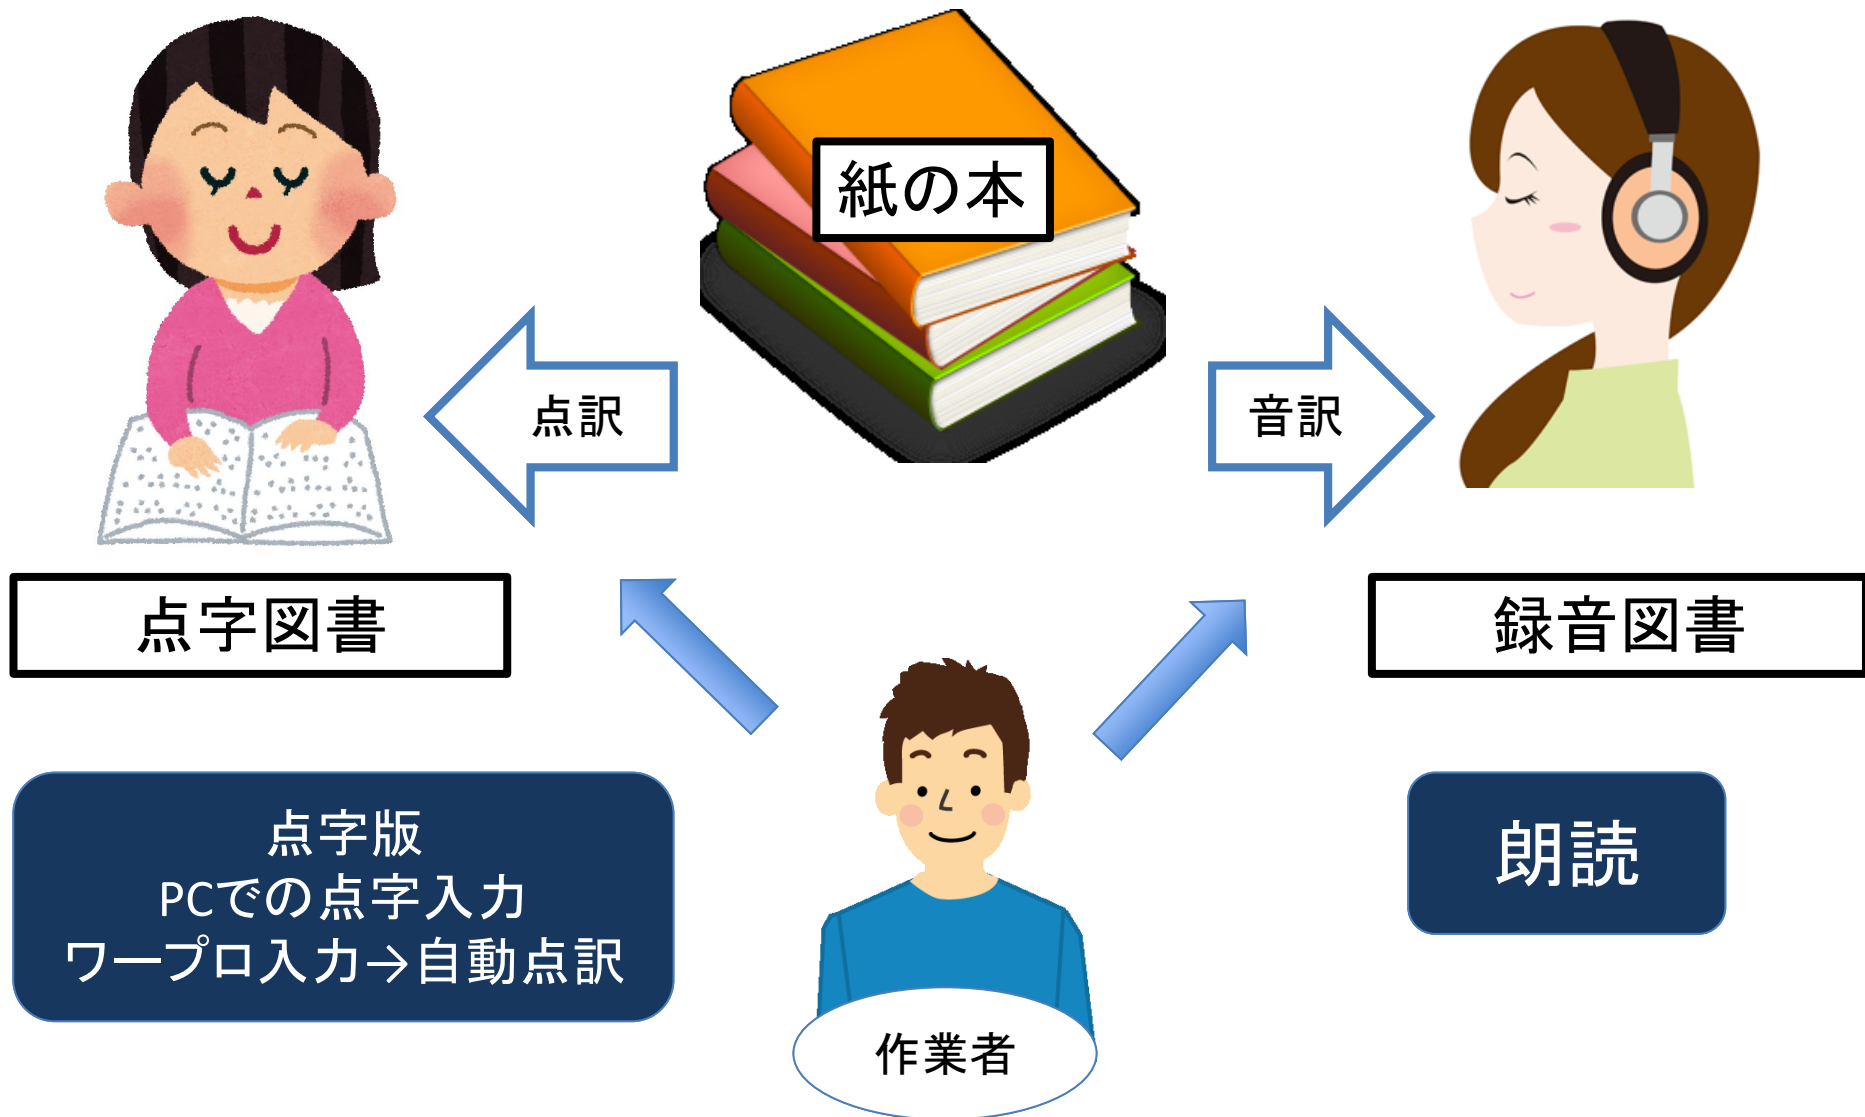 紙の本
点訳
音訳
点字図書
録音図書
点字版
PCでの点字入力
ワープロ入力→自動点訳
朗読
作業者